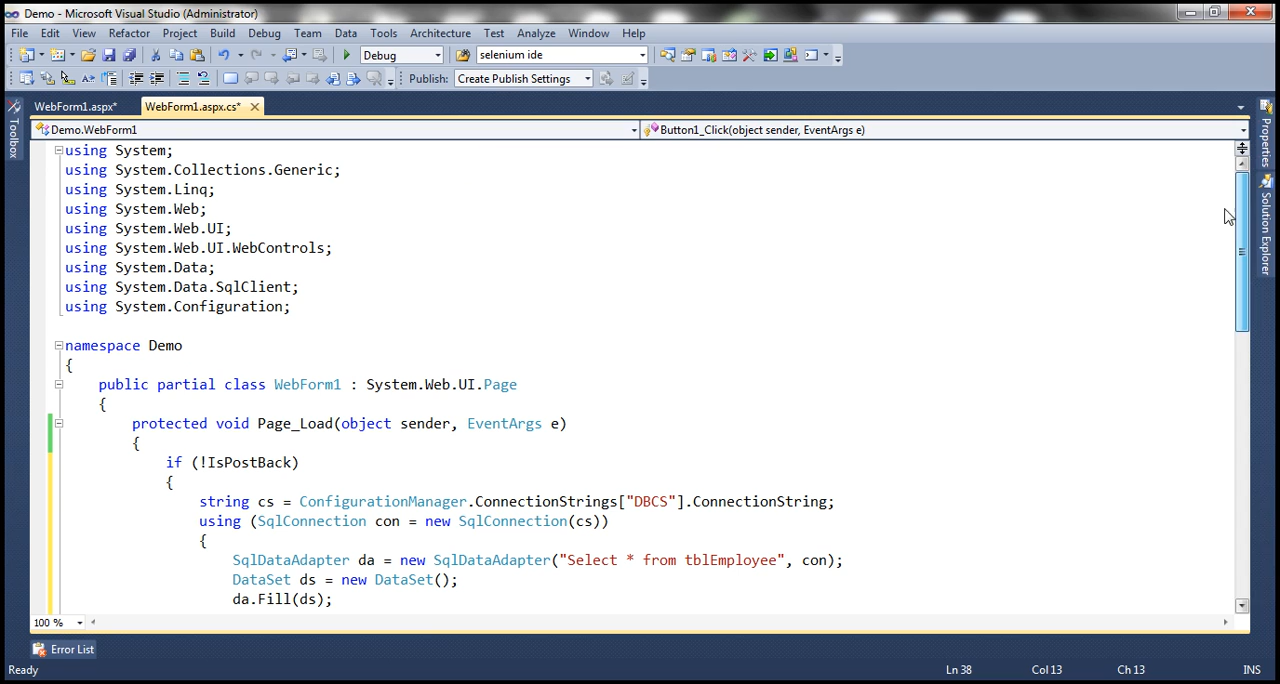 Demo - Microsoft Visual Studio (Administrator)
File Edit View Refactor Project Build Debug Team Data Tools Architecture Test Analyze Window Help
Debug selenium ide
Publish: Create Publish Settings
WebForm1.aspx* WebForm1.aspx.cs*
Toolbox
Demo.WebForm1 Button1_Click(object sender, EventArgs e)
Properties
Solution Explorer
using System;
using System.Collections.Generic;
using System.Linq;
using System.Web;
using System.Web.UI;
using System.Web.UI.WebControls;
using System.Data;
using System.Data.SqlClient;
using System.Configuration;
namespace Demo
{
public partial class WebForm1 : System.Web.UI.Page
{
protected void Page_Load(object sender, EventArgs e)
{
if (!IsPostBack)
{
string cs = ConfigurationManager.ConnectionStrings["DBCS"].ConnectionString;
using (SqlConnection con = new SqlConnection(cs))
{
SqlDataAdapter da = new SqlDataAdapter("Select * from tblEmployee", con);
DataSet ds = new DataSet();
da.Fill(ds);
100 %
Error List
Ready Ln 38 Col 13 Ch 13 INS